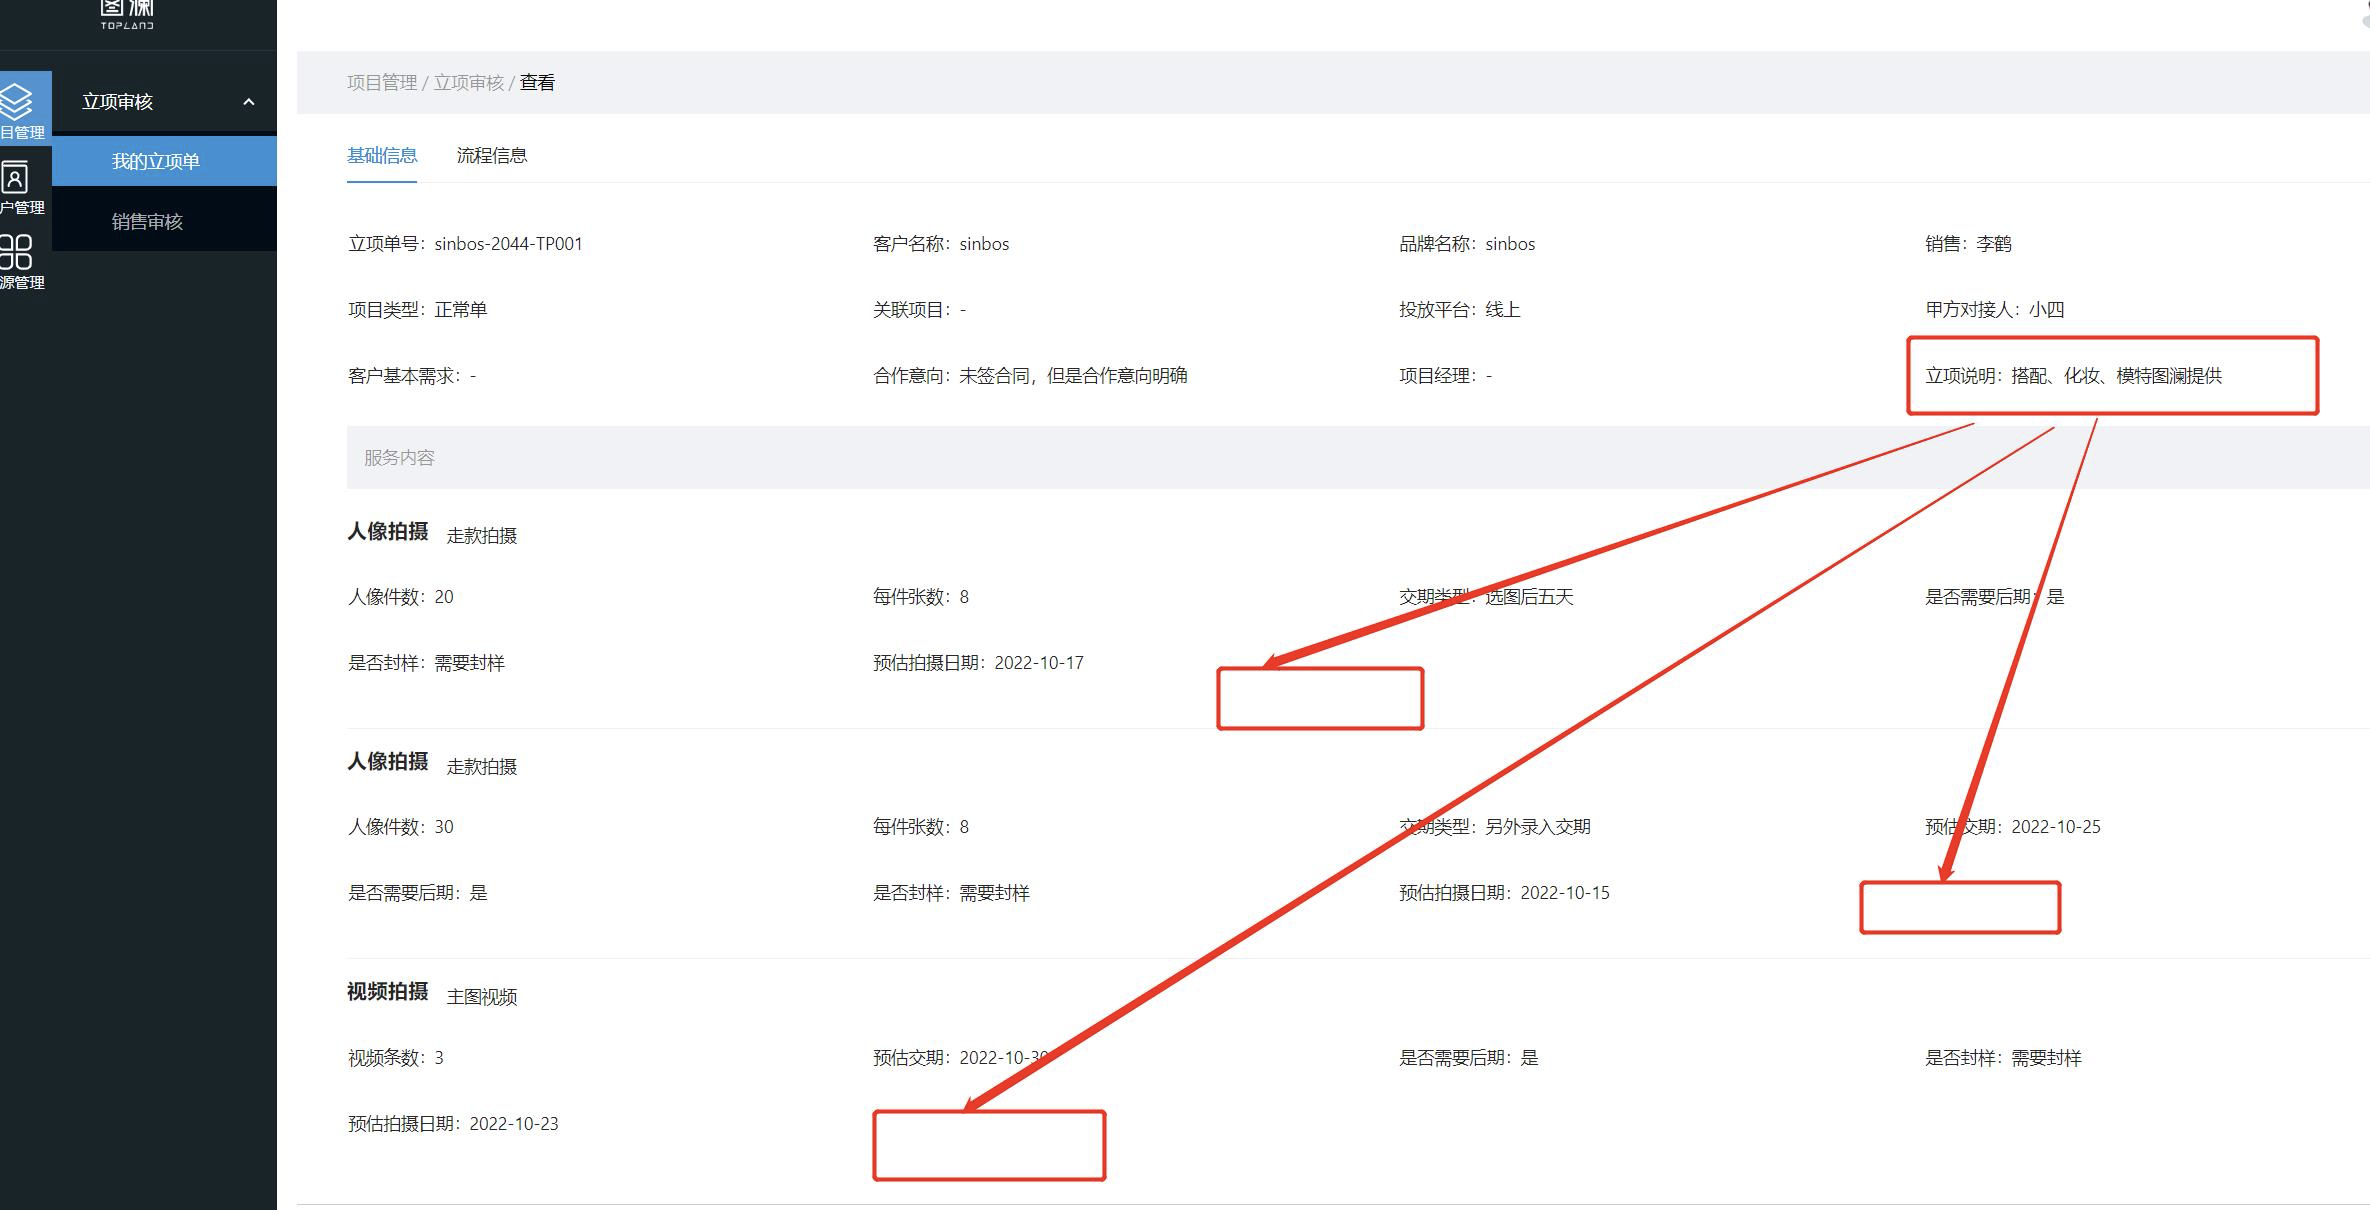 图澜
TOPLAND
项目管理 / 立项审核 / 查看
立项审核
目管理
我的立项单
户管理
销售审核
源管理
基础信息 流程信息
立项单号：sinbos-2044-TP001 客户名称：sinbos 品牌名称：sinbos 销售：李鹤
项目类型：正常单 关联项目：- 投放平台：线上 甲方对接人：小四
客户基本需求：- 合作意向：未签合同，但是合作意向明确 项目经理：- 立项说明：搭配、化妆、模特图澜提供
服务内容
人像拍摄 走款拍摄
人像件数：20 每件张数：8 交期类型：选图后五天 是否需要后期：是
是否封样：需要封样 预估拍摄日期：2022-10-17
人像拍摄 走款拍摄
人像件数：30 每件张数：8 交期类型：另外录入交期 预估交期：2022-10-25
是否需要后期：是 是否封样：需要封样 预估拍摄日期：2022-10-15
视频拍摄 主图视频
视频条数：3 预估交期：2022-10-30 是否需要后期：是 是否封样：需要封样
预估拍摄日期：2022-10-23